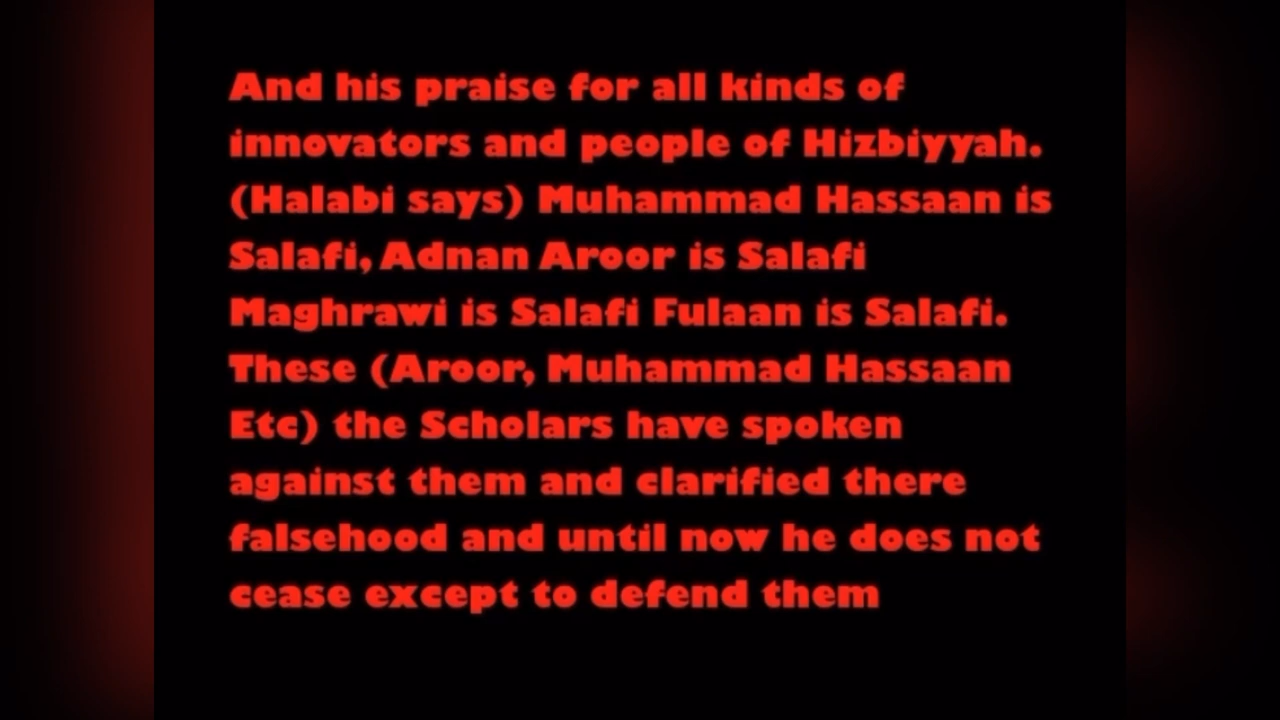 And his praise for all kinds of
innovators and people of Hizbiyyah.
(Halabi says) Muhammad Hassaan is
Salafi, Adnan Aroor is Salafi
Maghrawi is Salafi Fulaan is Salafi.
These (Aroor, Muhammad Hassaan
Etc) the Scholars have spoken
against them and clarified there
falsehood and until now he does not
cease except to defend them